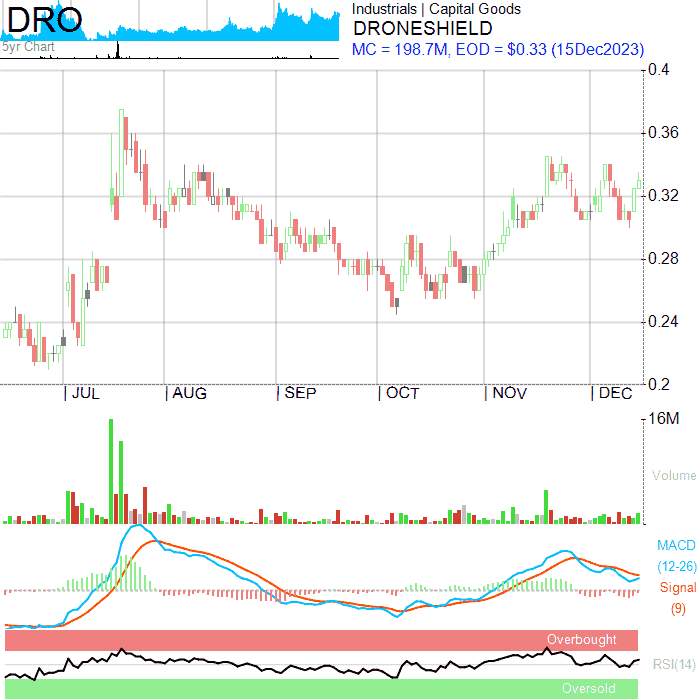 DRO
5yr Chart
Industrials | Capital Goods
DRONESHIELD
MC = 198.7M, EOD = $0.33 (15Dec2023)
0.4
0.36
0.32
0.28
0.24
0.2
| JUL | AUG | SEP | OCT | NOV | DEC
16M
Volume
MACD
(12-26)
Signal
(9)
Overbought
RSI(14)
Oversold